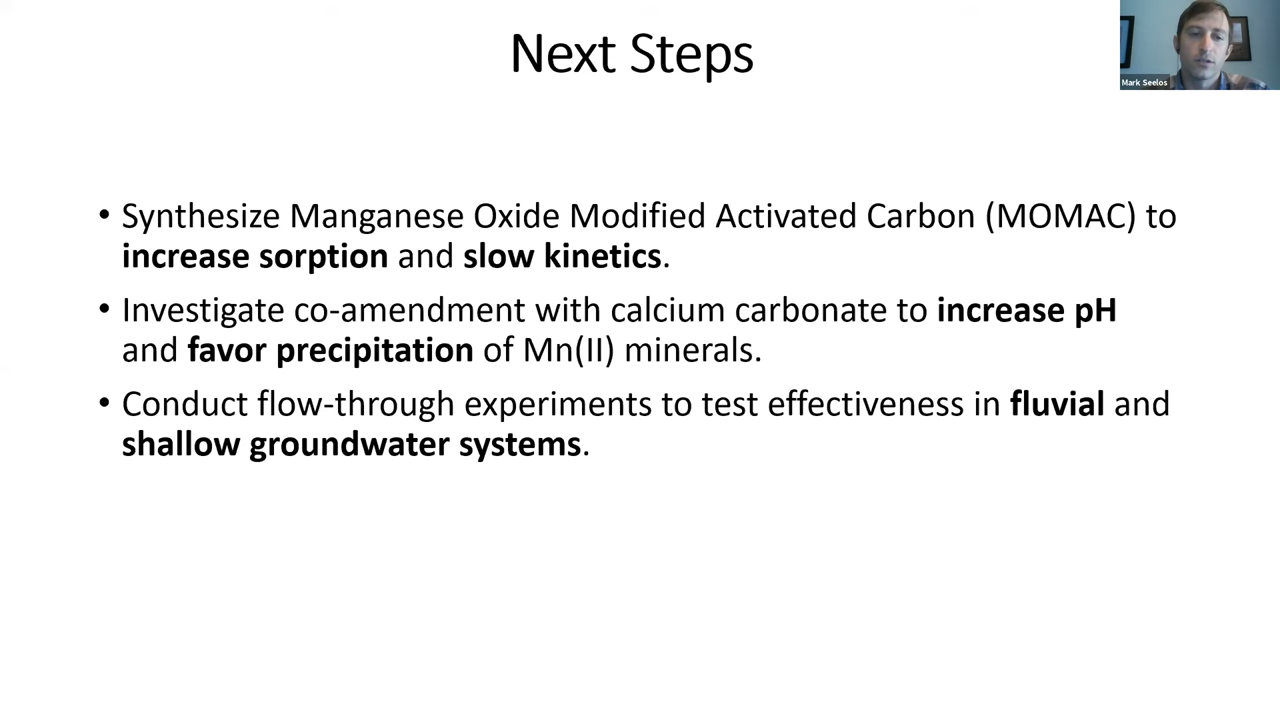 Next Steps
Mark Seelos
• Synthesize Manganese Oxide Modified Activated Carbon (MOMAC) to
increase sorption and slow kinetics.
• Investigate co-amendment with calcium carbonate to increase pH
and favor precipitation of Mn(II) minerals.
• Conduct flow-through experiments to test effectiveness in fluvial and
shallow groundwater systems.